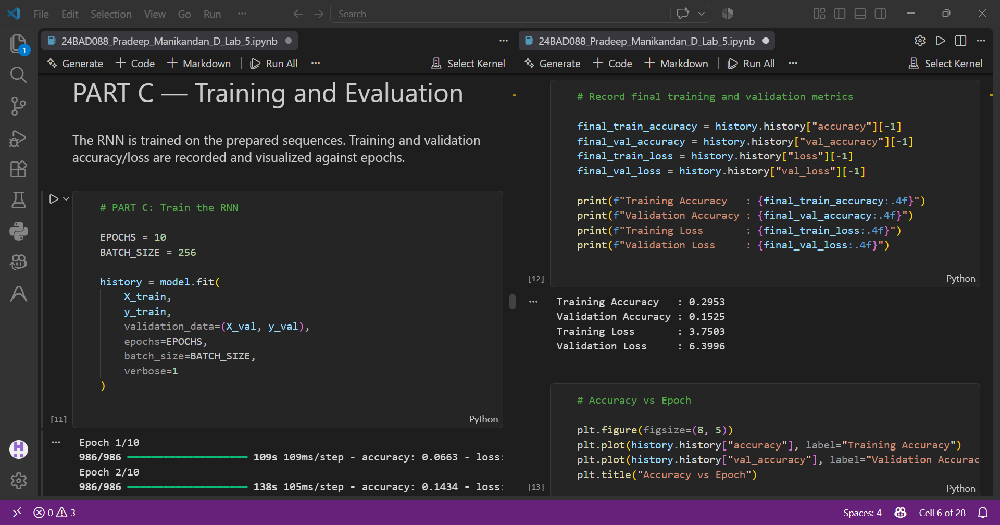 File Edit Selection View Go Run ···
Search
24BAD088_Pradeep_Manikandan_D_Lab_5.ipynb
Generate + Code + Markdown Run All ··· Select Kernel
PART C — Training and Evaluation
The RNN is trained on the prepared sequences. Training and validation
accuracy/loss are recorded and visualized against epochs.
# PART C: Train the RNN
EPOCHS = 10
BATCH_SIZE = 256
history = model.fit(
    X_train,
    y_train,
    validation_data=(X_val, y_val),
    epochs=EPOCHS,
    batch_size=BATCH_SIZE,
    verbose=1
)
[11]
Python
Epoch 1/10
986/986 109s 109ms/step - accuracy: 0.0663 - loss:
Epoch 2/10
986/986 138s 105ms/step - accuracy: 0.1434 - loss:
24BAD088_Pradeep_Manikandan_D_Lab_5.ipynb
Generate + Code + Markdown Run All ··· Select Kernel
# Record final training and validation metrics
final_train_accuracy = history.history["accuracy"][-1]
final_val_accuracy = history.history["val_accuracy"][-1]
final_train_loss = history.history["loss"][-1]
final_val_loss = history.history["val_loss"][-1]
print(f"Training Accuracy   : {final_train_accuracy:.4f}")
print(f"Validation Accuracy : {final_val_accuracy:.4f}")
print(f"Training Loss       : {final_train_loss:.4f}")
print(f"Validation Loss     : {final_val_loss:.4f}")
[12]
Python
Training Accuracy   : 0.2953
Validation Accuracy : 0.1525
Training Loss       : 3.7503
Validation Loss     : 6.3996
# Accuracy vs Epoch
plt.figure(figsize=(8, 5))
plt.plot(history.history["accuracy"], label="Training Accuracy")
plt.plot(history.history["val_accuracy"], label="Validation Accurac
plt.title("Accuracy vs Epoch")
[13]
Python
1
H
0 3
Spaces: 4 Cell 6 of 28